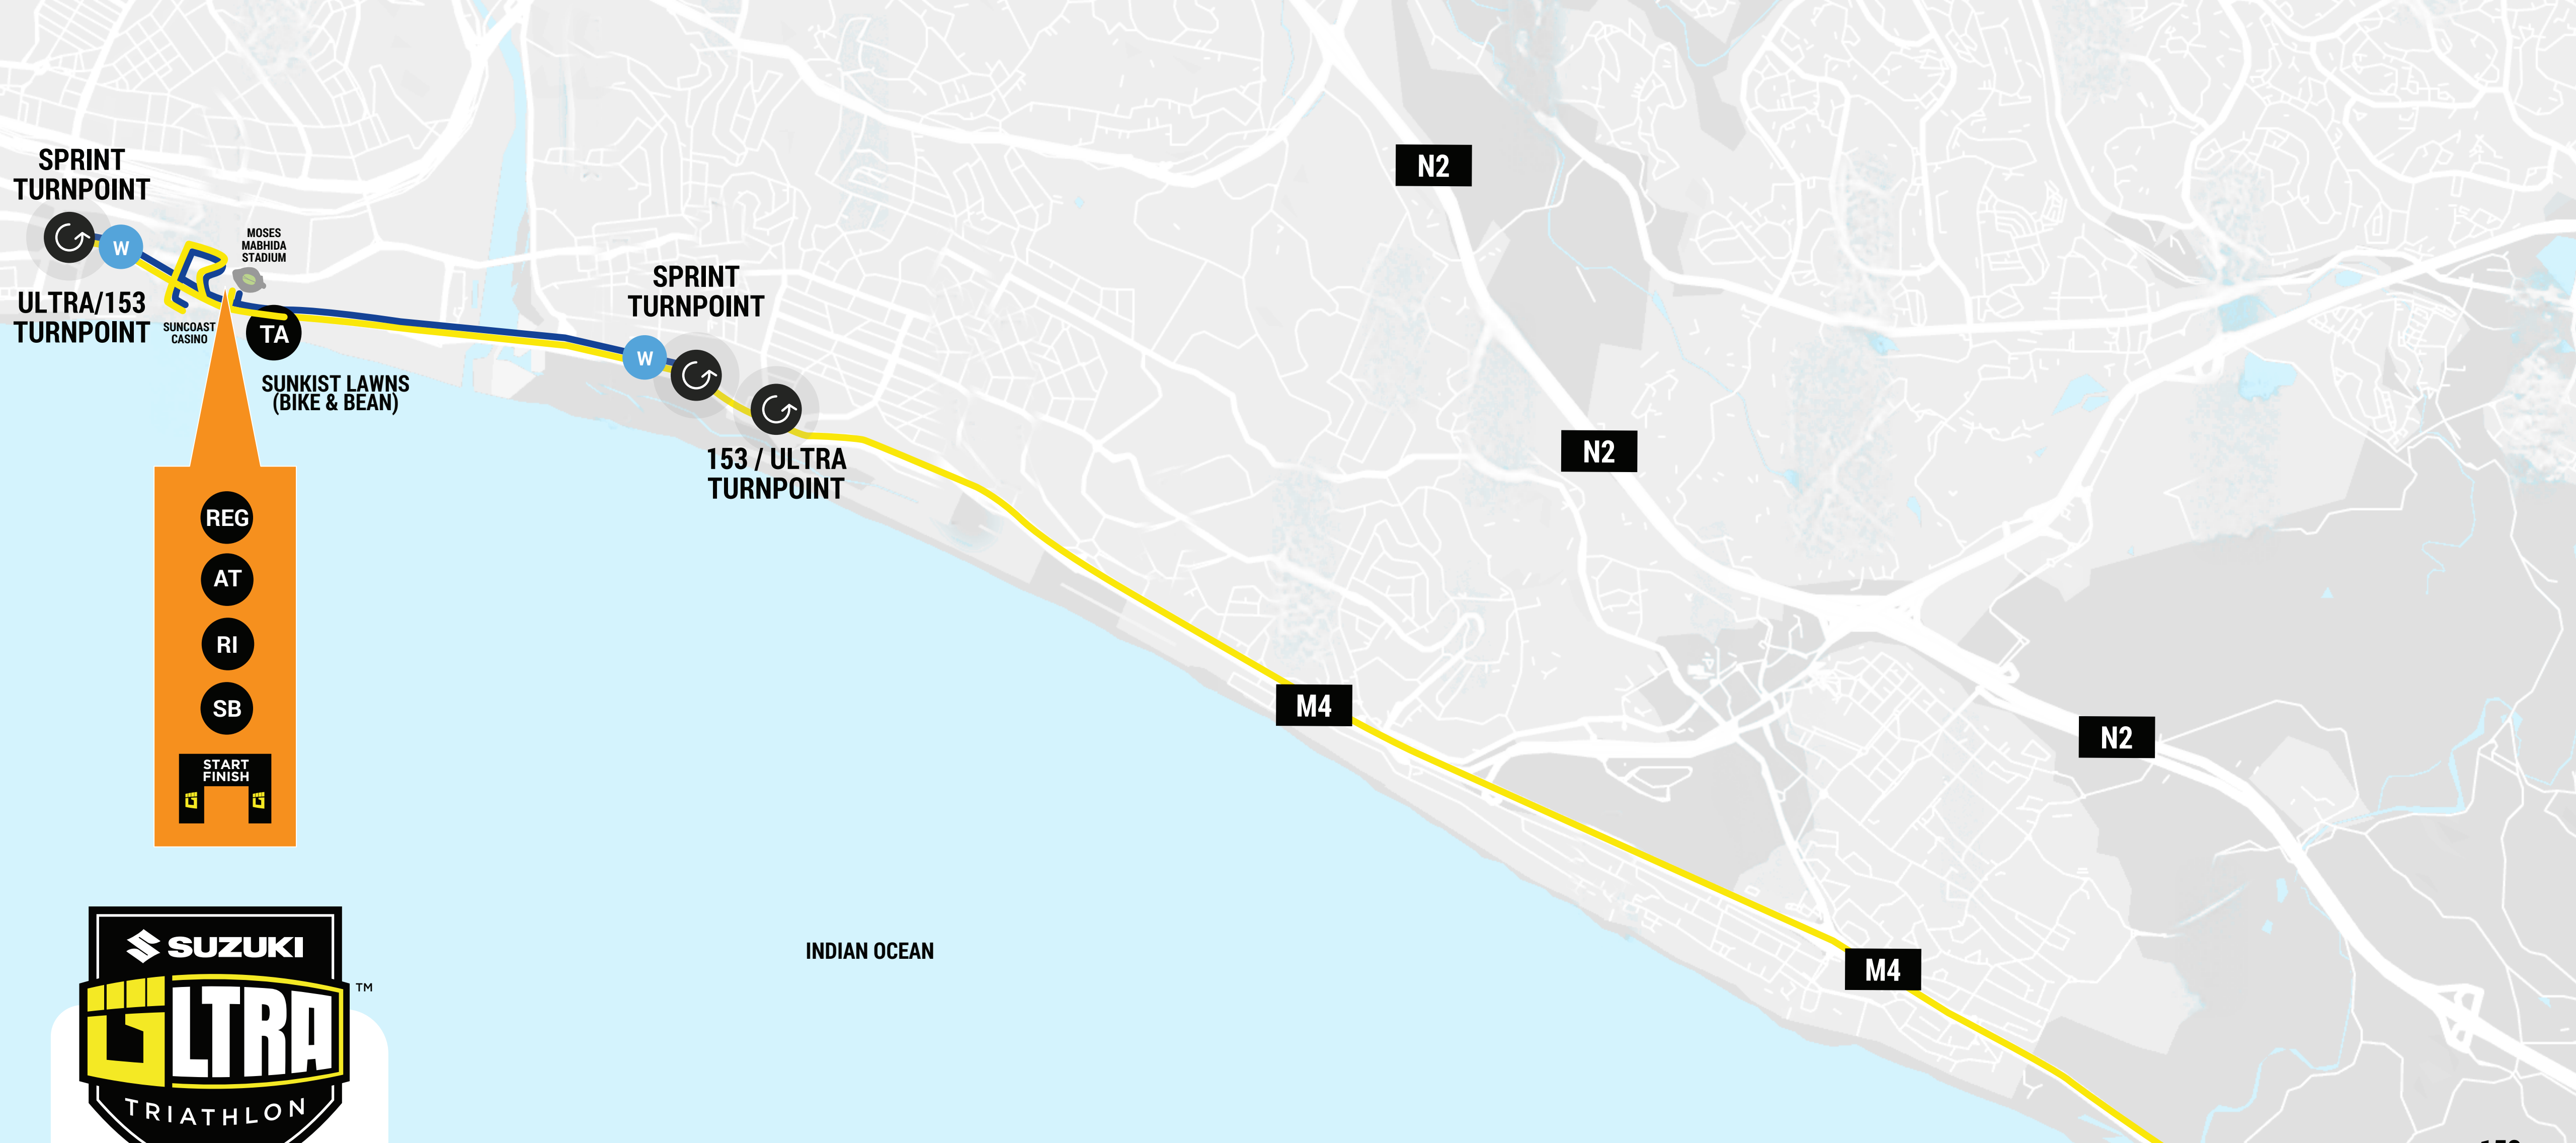 SPRINT
TURNPOINT
W
MOSES
MABHIDA
STADIUM
ULTRA/153
TURNPOINT
SUNCOAST
CASINO
TA
SUNKIST LAWNS
(BIKE & BEAN)
SPRINT
TURNPOINT
W
153 / ULTRA
TURNPOINT
N2
N2
N2
M4
M4
REG
AT
RI
SB
START
FINISH
INDIAN OCEAN
SUZUKI
ULTRA
TM
TRIATHLON